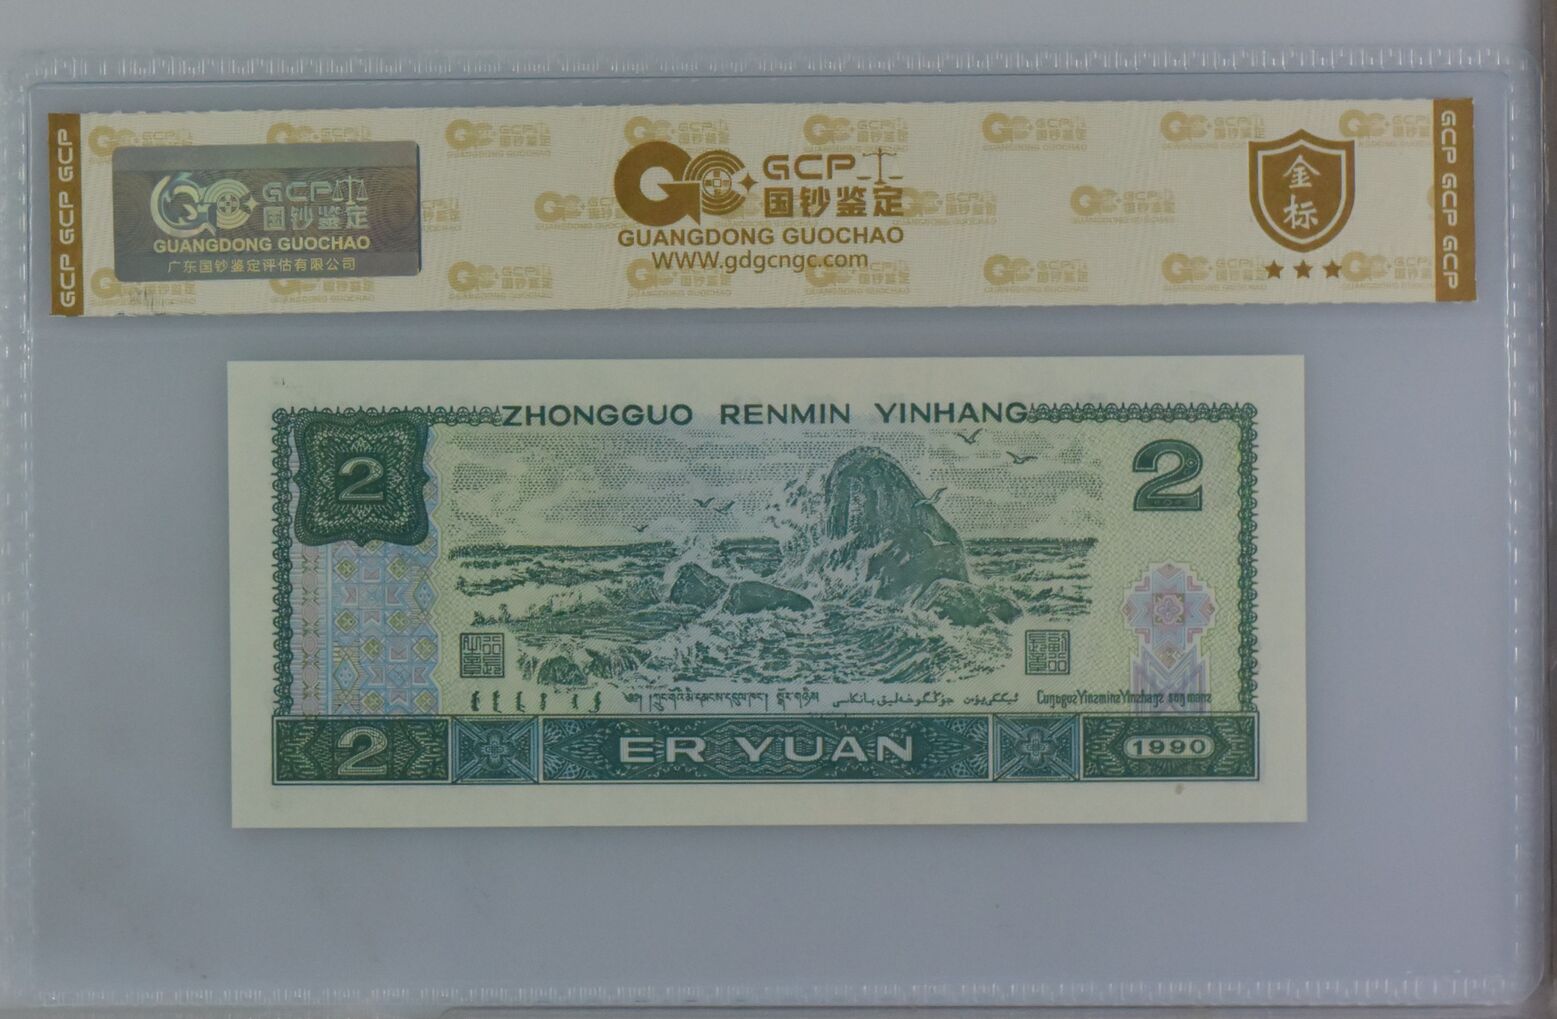 GCP GCP GCP
GCP
国钞鉴定
GUANGDONG GUOCHAO
广东国钞鉴定评估有限公司
GCP
国钞鉴定
GUANGDONG GUOCHAO
WWW.gdgcngc.com
金标
GCP GCP GCP
ZHONGGUO RENMIN YINHANG
2
2
2
ER YUAN
1990